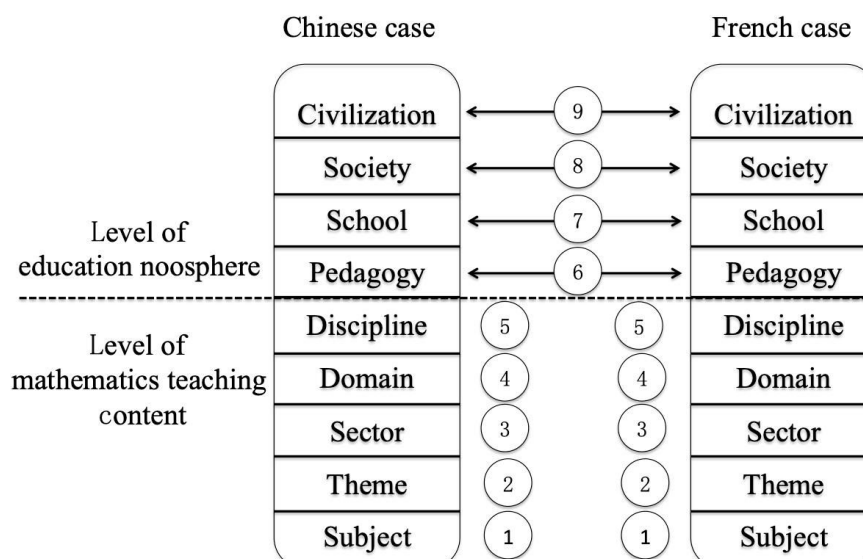 Chinese case French case
Civilization 9 Civilization
Society 8 Society
School 7 School
Level of
education noosphere
Pedagogy 6 Pedagogy
Discipline 5 5 Discipline
Level of
mathematics teaching
content
Domain 4 4 Domain
Sector 3 3 Sector
Theme 2 2 Theme
Subject 1 1 Subject